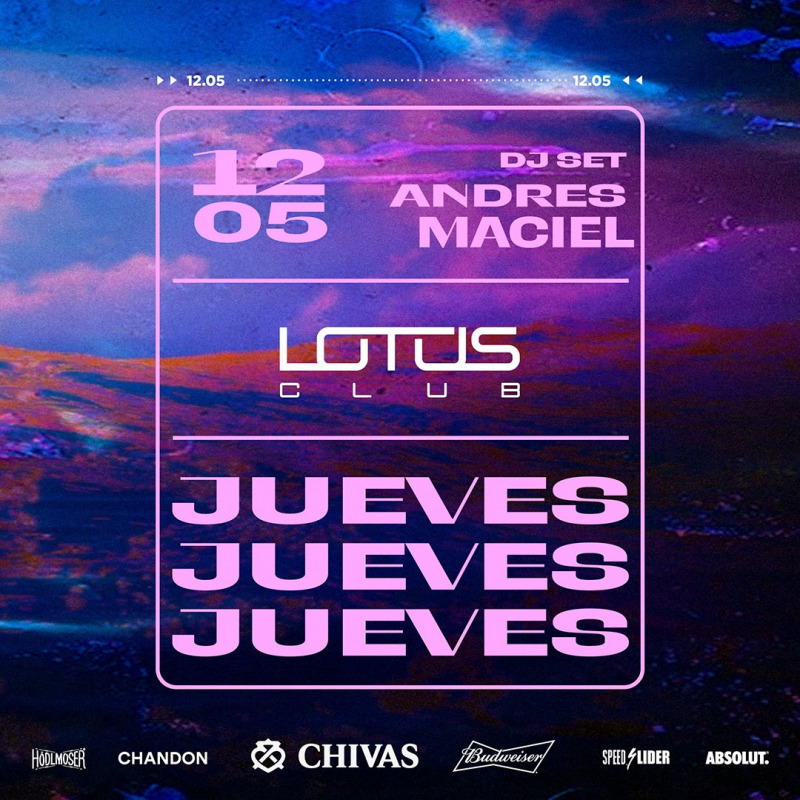 12.05 12.05
12
05
DJ SET
ANDRES
MACIEL
LOTUS
CLUB
JUEVES
JUEVES
JUEVES
HÖDLMOSER CHANDON CHIVAS Budweiser SPEED LIDER ABSOLUT.